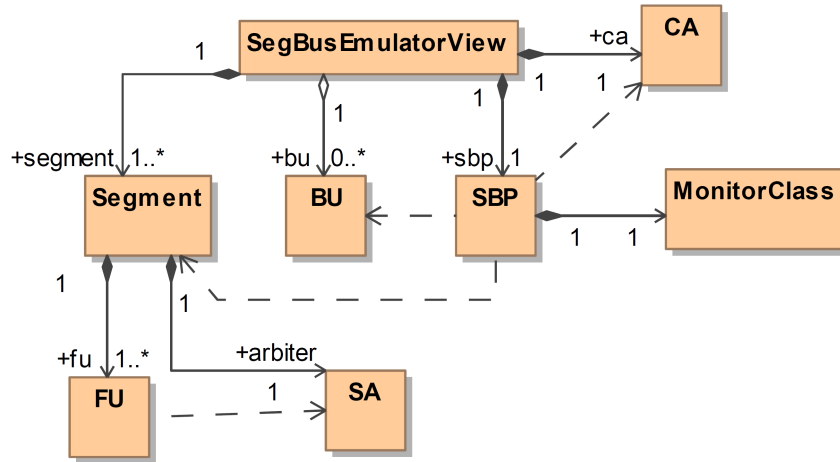 CA
SegBusEmulatorView
+ca
1
1
1
1
1
1
+segment
1..*
+bu
0..*
+sbp
1
Segment
BU
SBP
MonitorClass
1
1
1
1
+fu
1..*
+arbiter
FU
1
SA